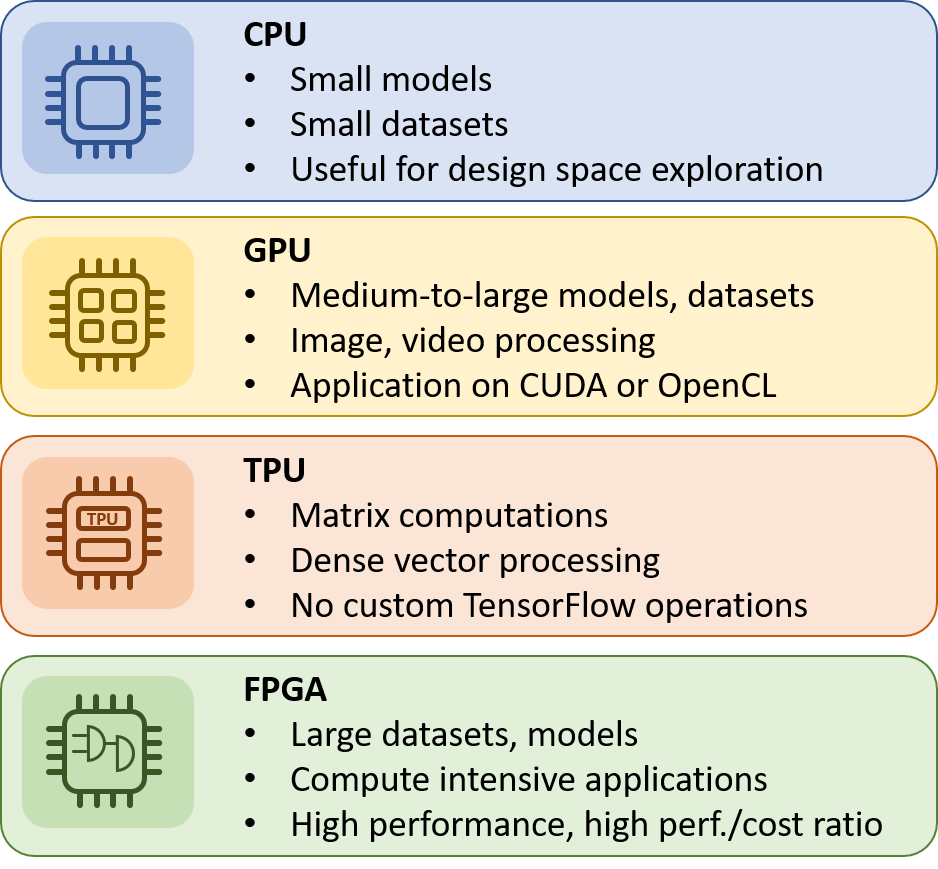 CPU
• Small models
• Small datasets
• Useful for design space exploration
GPU
• Medium-to-large models, datasets
• Image, video processing
• Application on CUDA or OpenCL
TPU
TPU
• Matrix computations
• Dense vector processing
• No custom TensorFlow operations
FPGA
• Large datasets, models
• Compute intensive applications
• High performance, high perf./cost ratio